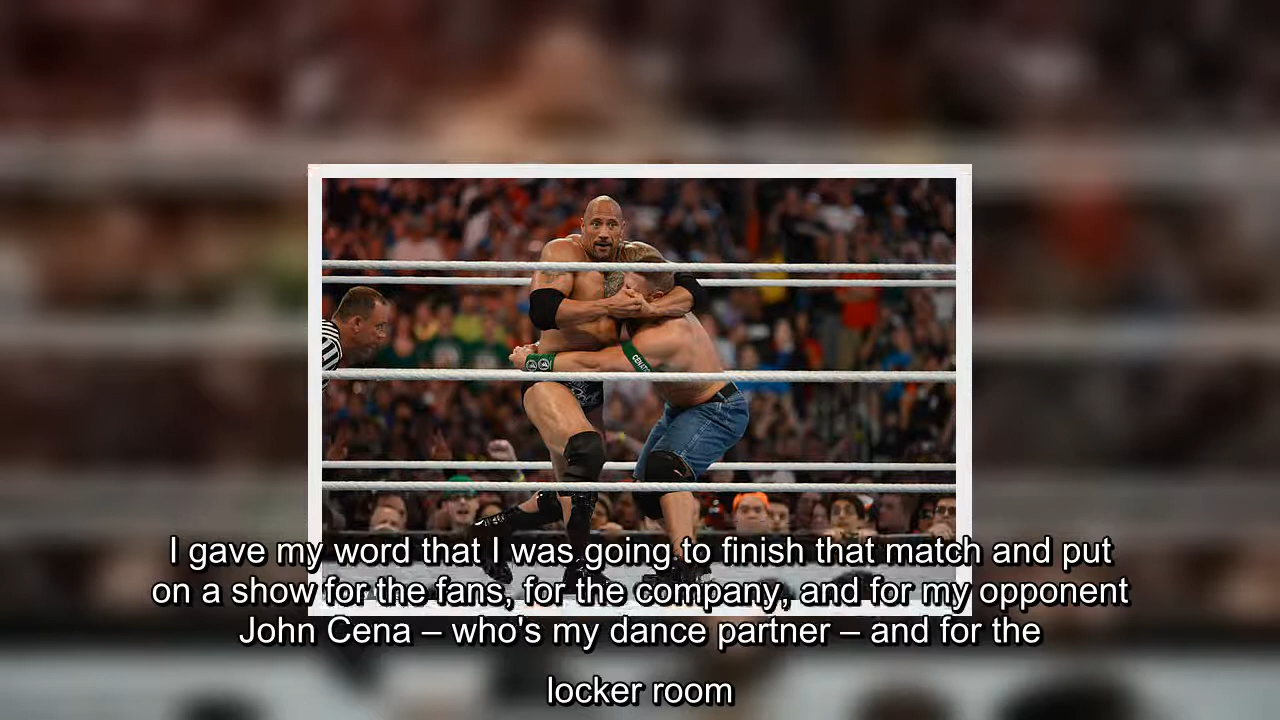 CENA
I gave my word that I was going to finish that match and put
on a show for the fans, for the company, and for my opponent
John Cena – who's my dance partner – and for the
locker room